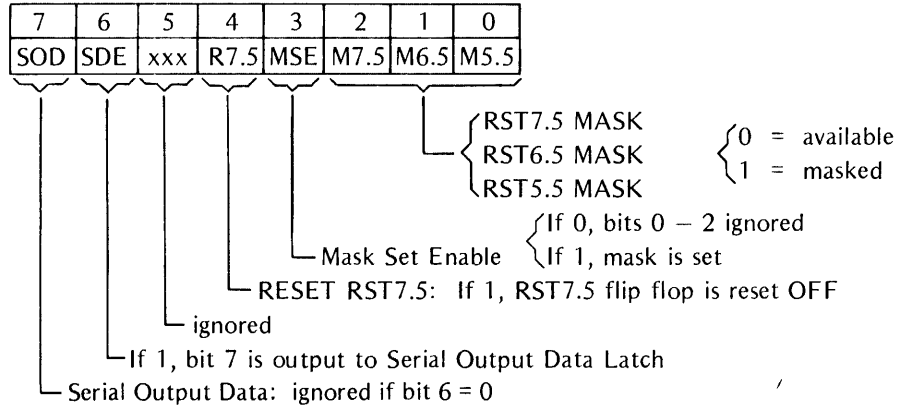 7 6 5 4 3 2 1 0
SOD SDE xxx R7.5 MSE M7.5 M6.5 M5.5
RST7.5 MASK
RST6.5 MASK
RST5.5 MASK
0 = available
1 = masked
Mask Set Enable
If 0, bits 0 – 2 ignored
If 1, mask is set
RESET RST7.5: If 1, RST7.5 flip flop is reset OFF
ignored
If 1, bit 7 is output to Serial Output Data Latch
Serial Output Data: ignored if bit 6 = 0